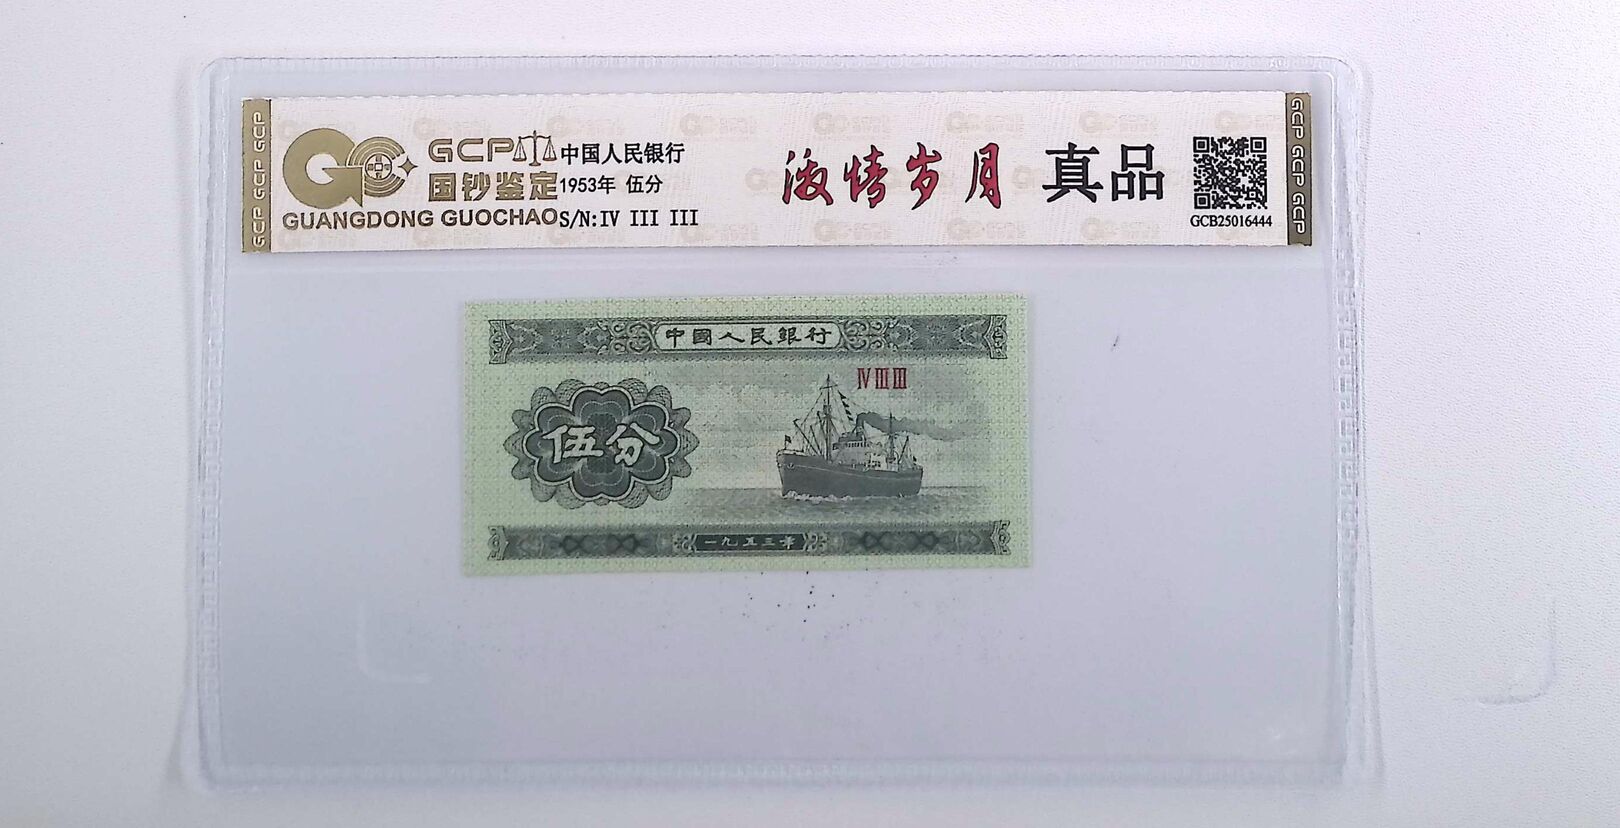 GCP
国钞鉴定
GUANGDONG GUOCHAO
中国人民银行
1953年 伍分
S/N:IV III III
激情岁月
真品
GCB25016444
GCP GCP GCP
GCP GCP GCP
中國人民銀行
IV III III
伍分
一九五三年